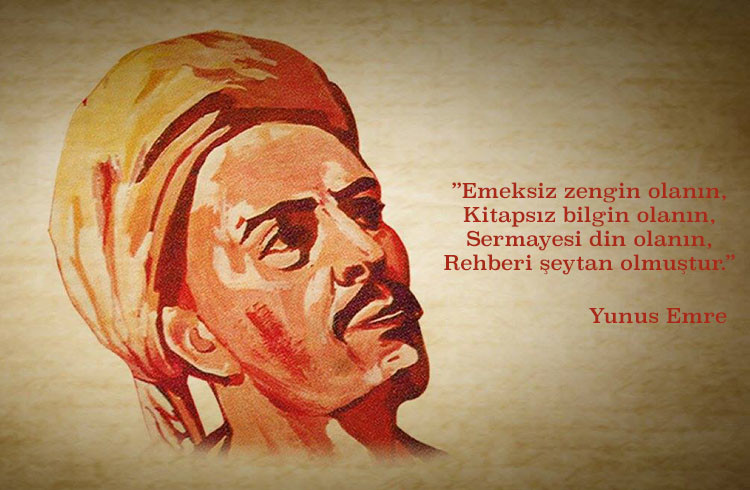 ”Emeksiz zengin olanın,
Kitapsız bilgin olanın,
Sermayesi din olanın,
Rehberi şeytan olmuştur.”
Yunus Emre